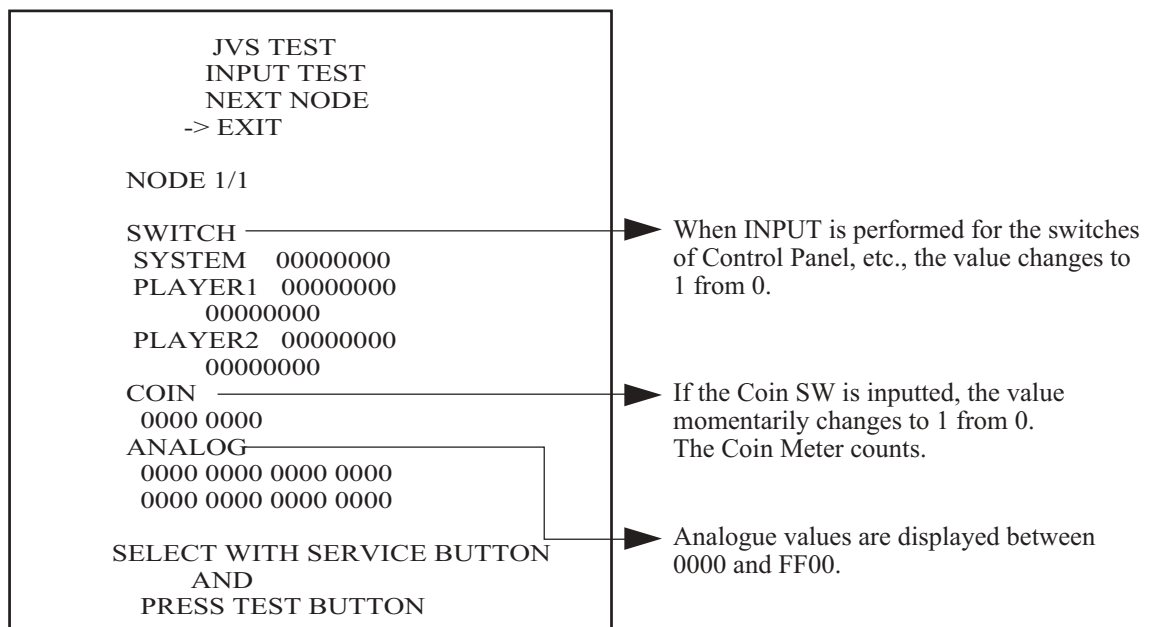 JVS TEST
INPUT TEST
NEXT NODE
-> EXIT
NODE 1/1
SWITCH
SYSTEM 00000000
PLAYER1 00000000
00000000
PLAYER2 00000000
00000000
COIN
0000 0000
ANALOG
0000 0000 0000 0000
0000 0000 0000 0000
SELECT WITH SERVICE BUTTON
AND
PRESS TEST BUTTON
When INPUT is performed for the switches
of Control Panel, etc., the value changes to
1 from 0.
If the Coin SW is inputted, the value
momentarily changes to 1 from 0.
The Coin Meter counts.
Analogue values are displayed between
0000 and FF00.